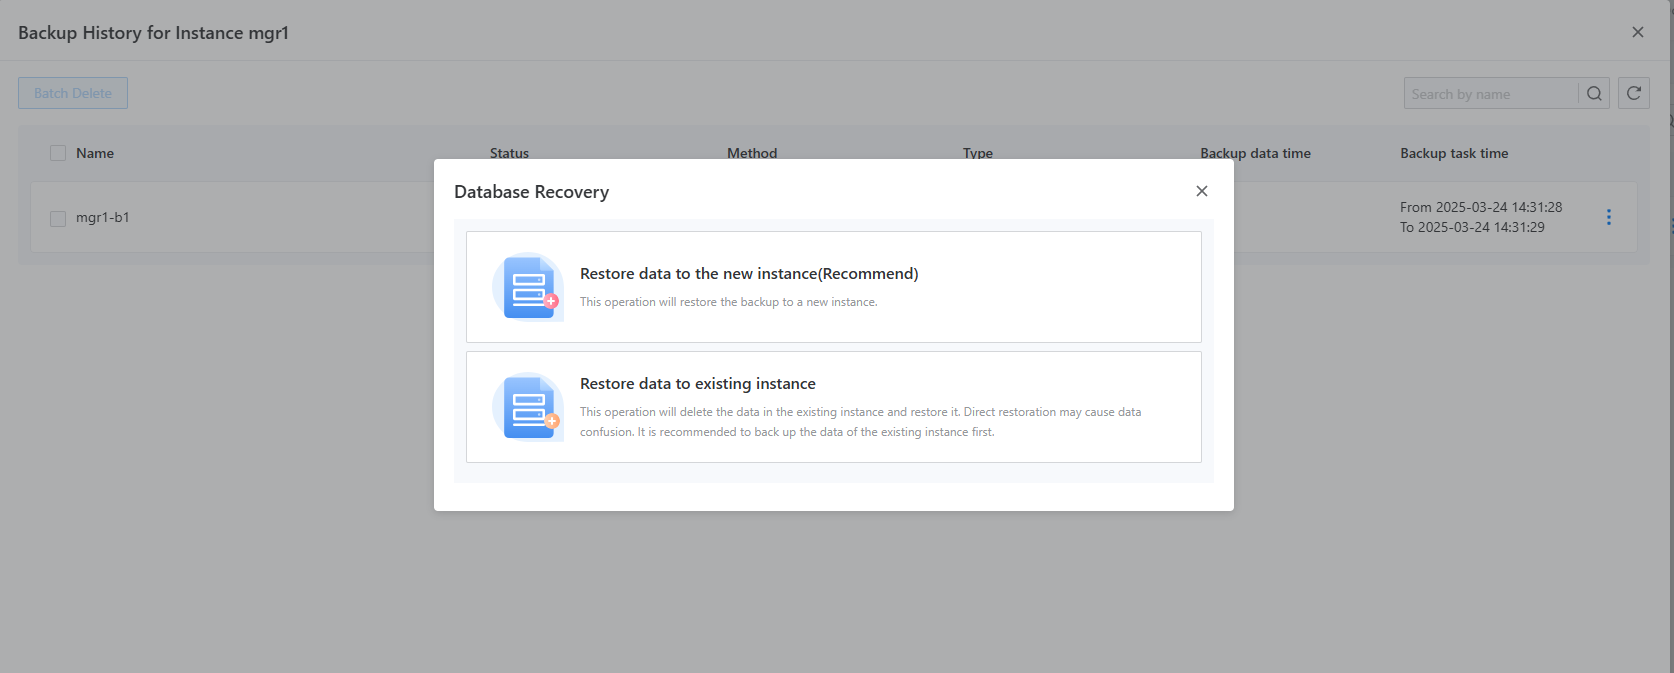 Backup History for Instance mgr1
Batch Delete
Search by name
Name
Status
Method
Type
Backup data time
Backup task time
mgr1-b1
From 2025-03-24 14:31:28
To 2025-03-24 14:31:29
Database Recovery
Restore data to the new instance(Recommend)
This operation will restore the backup to a new instance.
Restore data to existing instance
This operation will delete the data in the existing instance and restore it. Direct restoration may cause data
confusion. It is recommended to back up the data of the existing instance first.